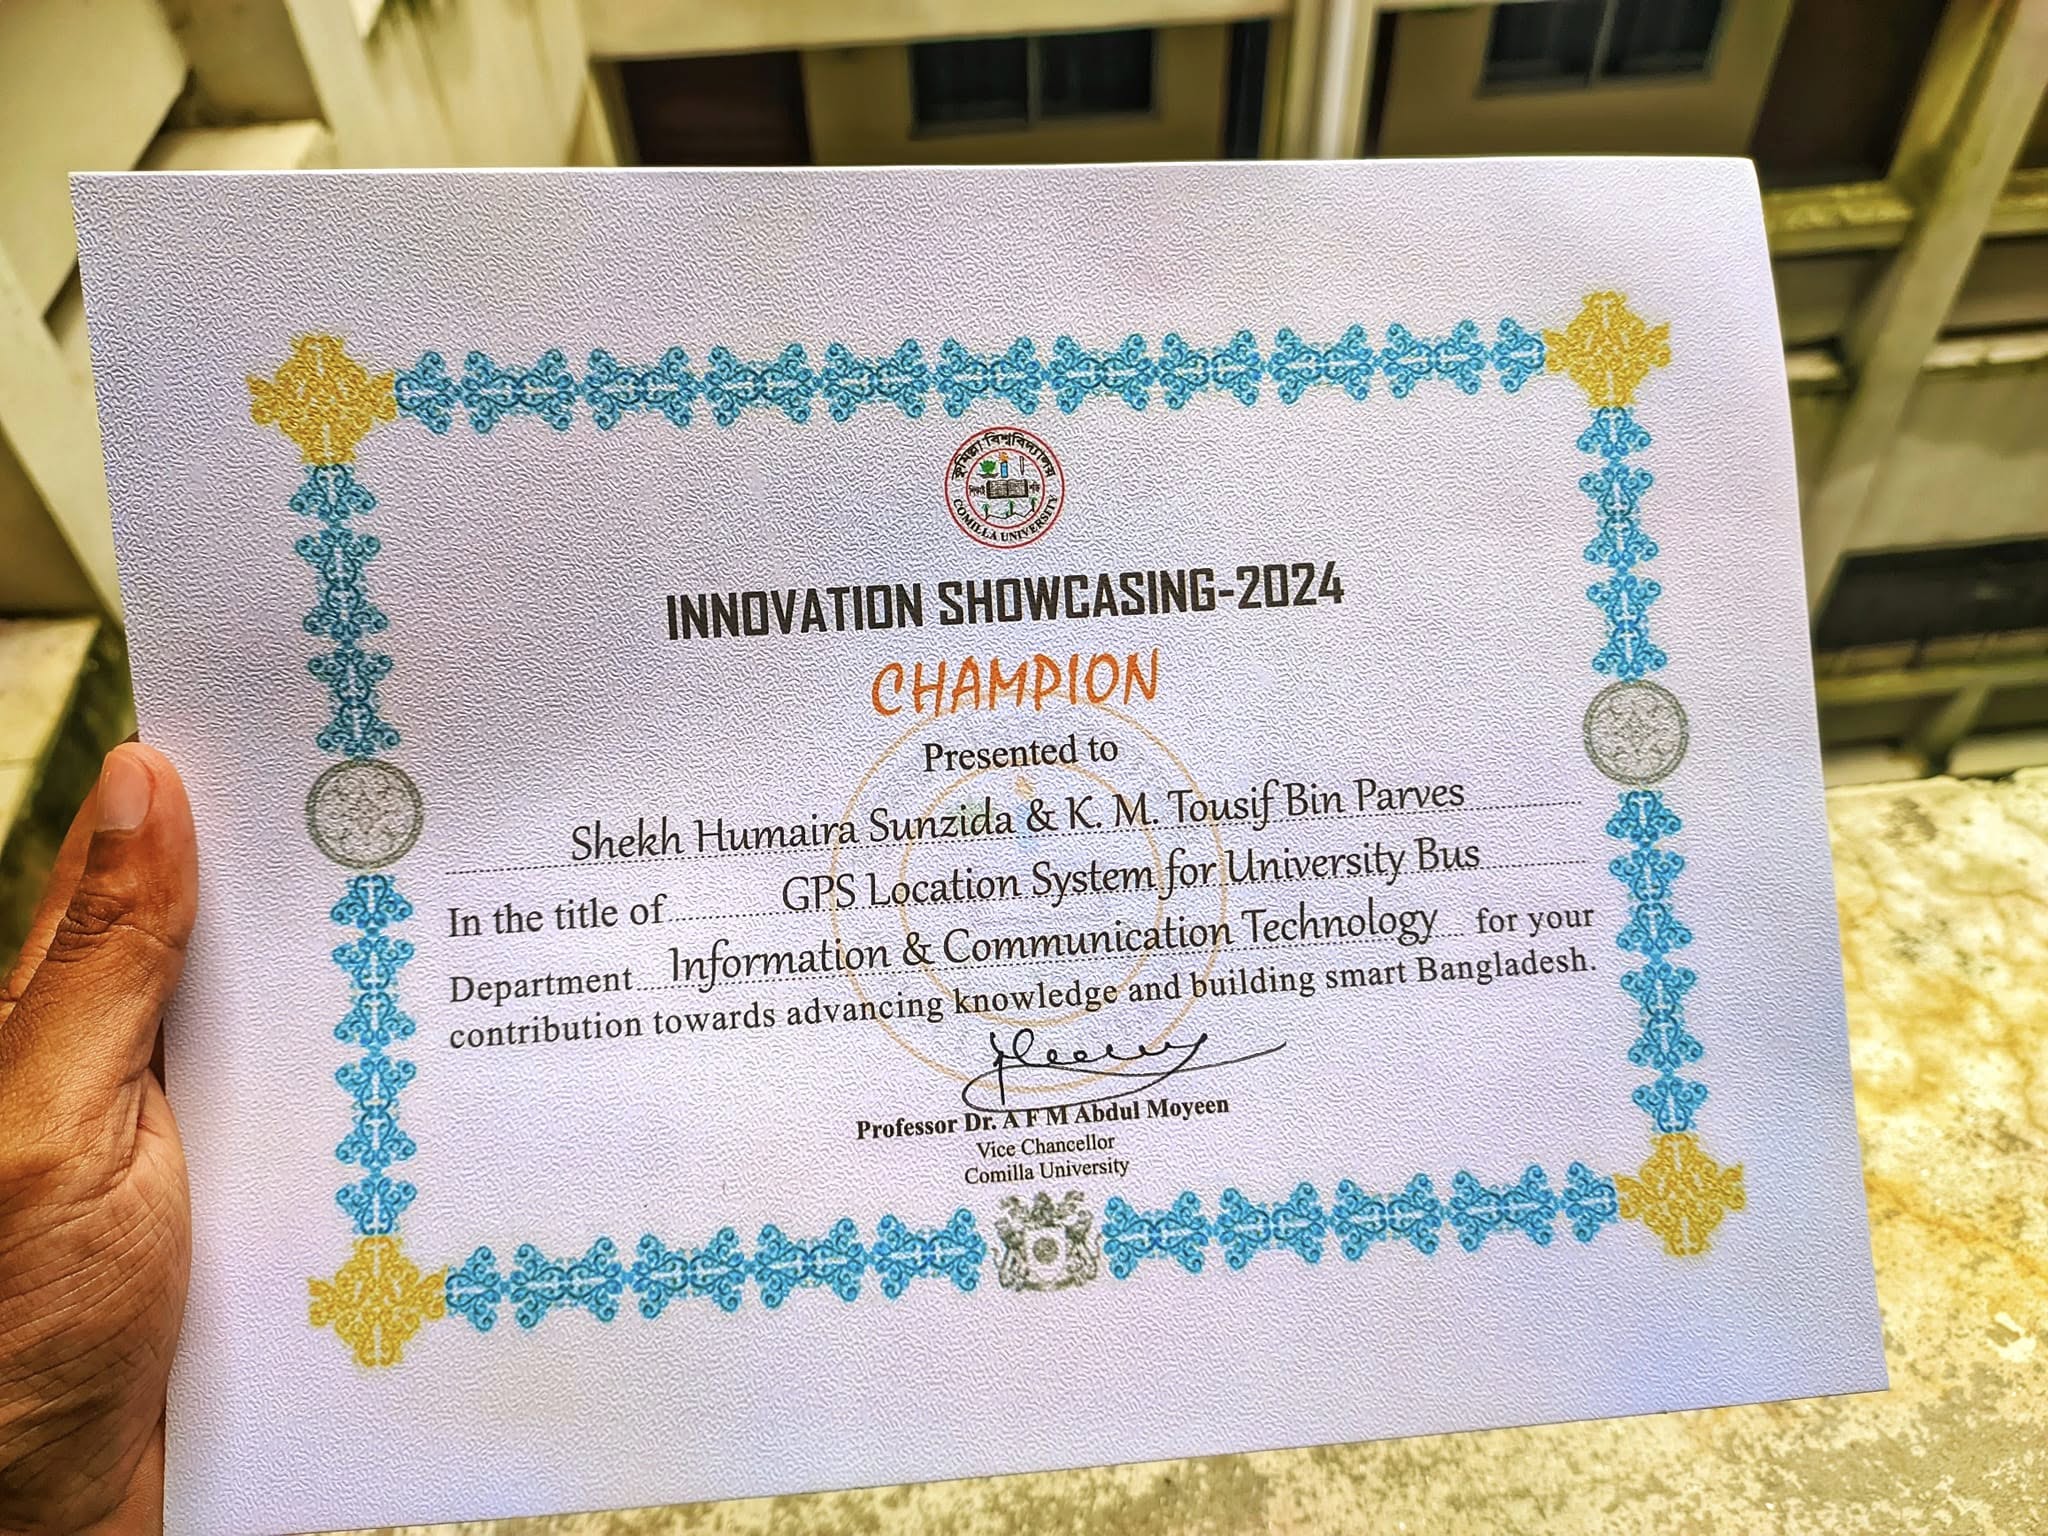 কুমিল্লা বিশ্ববিদ্যালয়
COMILLA UNIVERSITY
INNOVATION SHOWCASING-2024
CHAMPION
Presented to
Shekh Humaira Sunzida & K. M. Tousif Bin Parves
In the title of GPS Location System for University Bus
Department Information & Communication Technology for your
contribution towards advancing knowledge and building smart Bangladesh.
Professor Dr. A F M Abdul Moyeen
Vice Chancellor
Comilla University